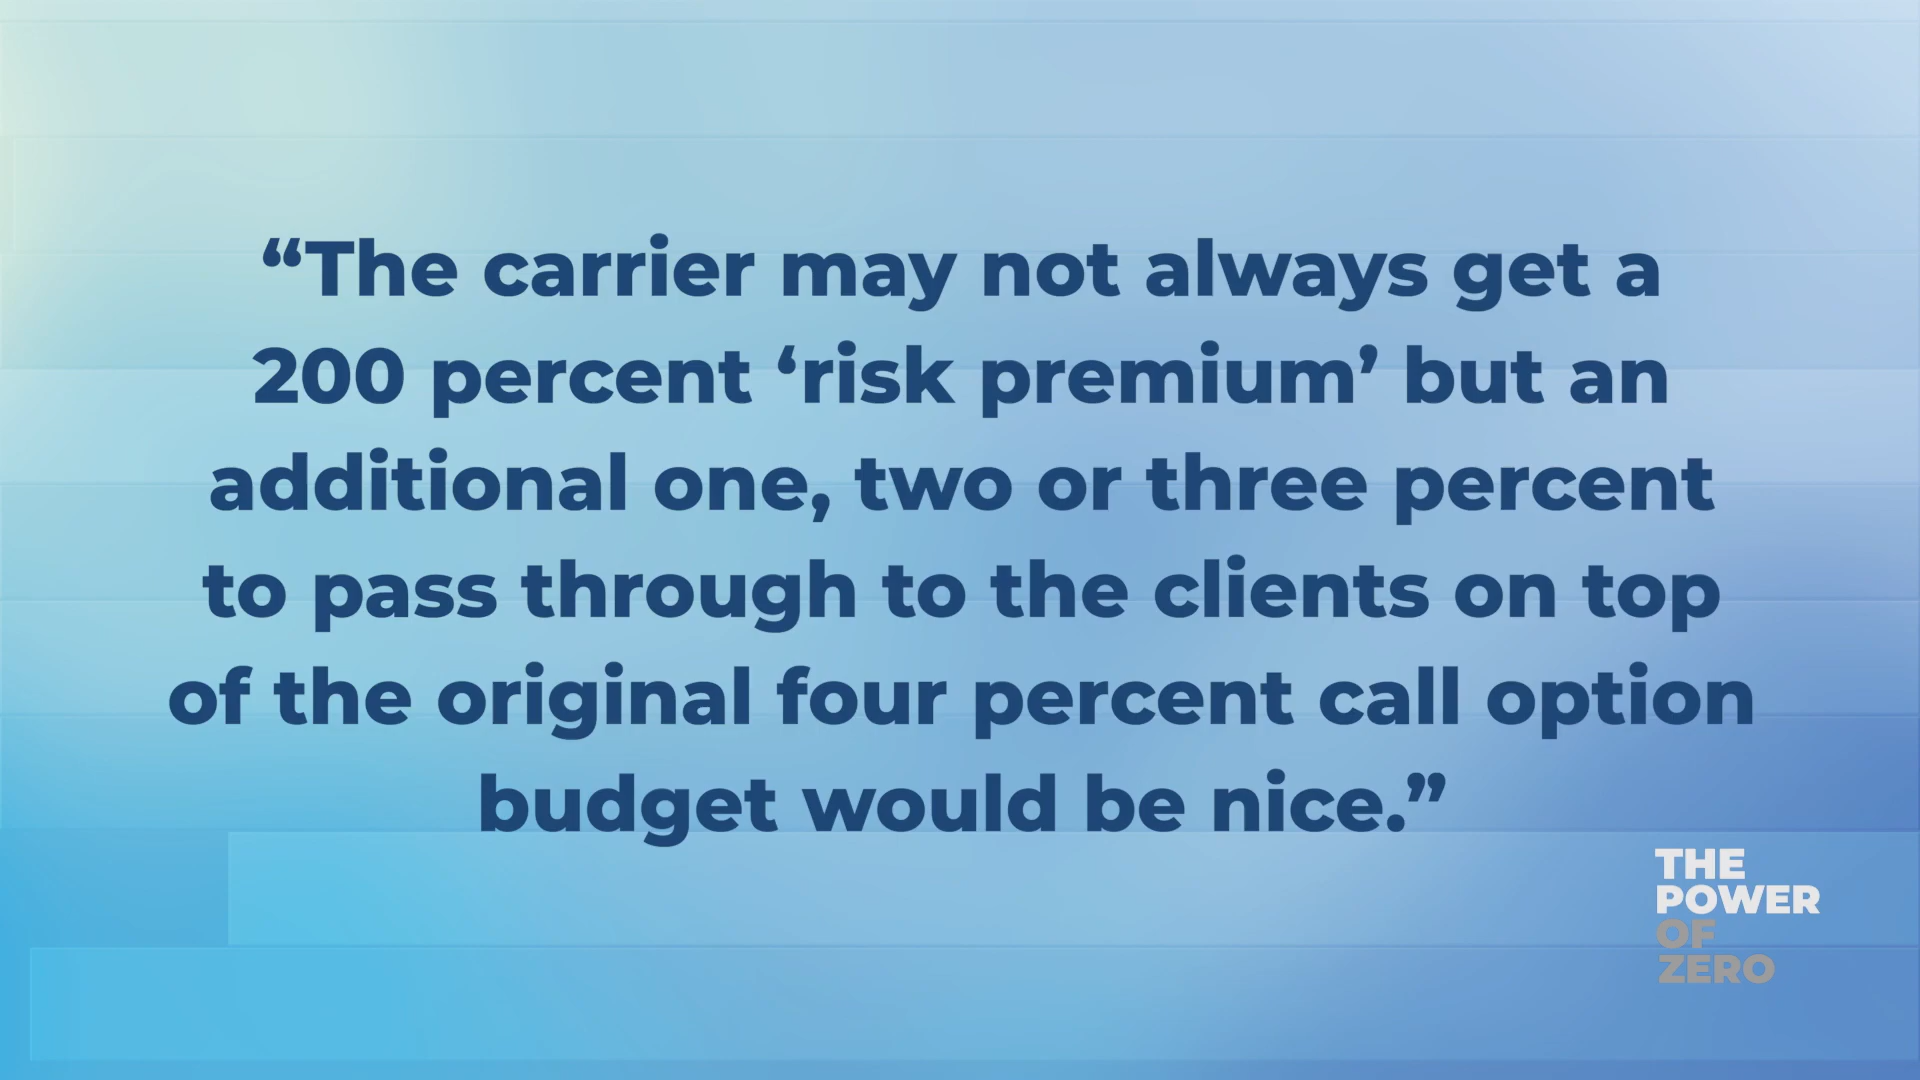 “The carrier may not always get a
200 percent ‘risk premium’ but an
additional one, two or three percent
to pass through to the clients on top
of the original four percent call option
budget would be nice.”
THE
POWER
OF
ZERO